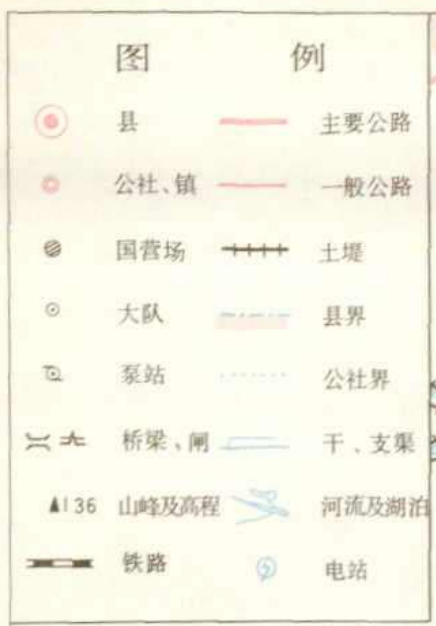 图 例
县 主要公路
公社、镇 一般公路
国营场 土堤
大队 县界
泵站 公社界
桥梁、闸 干、支渠
136 山峰及高程 河流及湖泊
铁路 电站